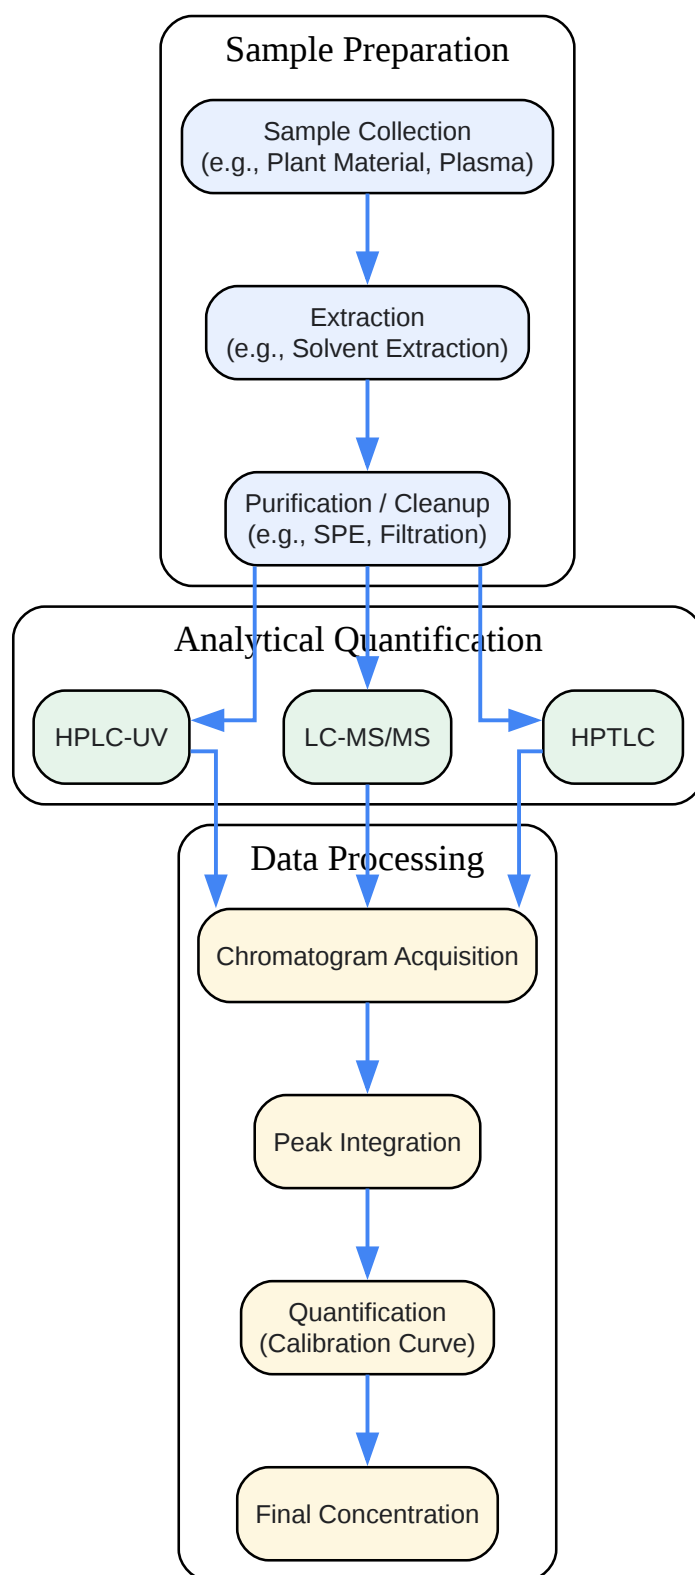 Sample Preparation
Sample Collection
(e.g., Plant Material, Plasma)
Extraction
(e.g., Solvent Extraction)
Purification / Cleanup
(e.g., SPE, Filtration)
Analytical Quantification
HPLC-UV
LC-MS/MS
HPTLC
Data Processing
Chromatogram Acquisition
Peak Integration
Quantification
(Calibration Curve)
Final Concentration